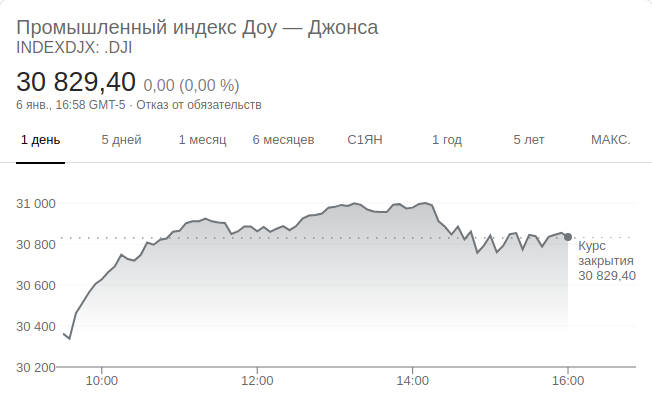 Промышленный индекс Доу — Джонса
INDEXDJX: .DJI
30 829,40 0,00 (0,00 %)
6 янв., 16:58 GMT-5 · Отказ от обязательств
1 день 5 дней 1 месяц 6 месяцев С1ЯН 1 год 5 лет МАКС.
31 000
30 800
30 600
30 400
30 200
Курс
закрытия
30 829,40
10:00 12:00 14:00 16:00